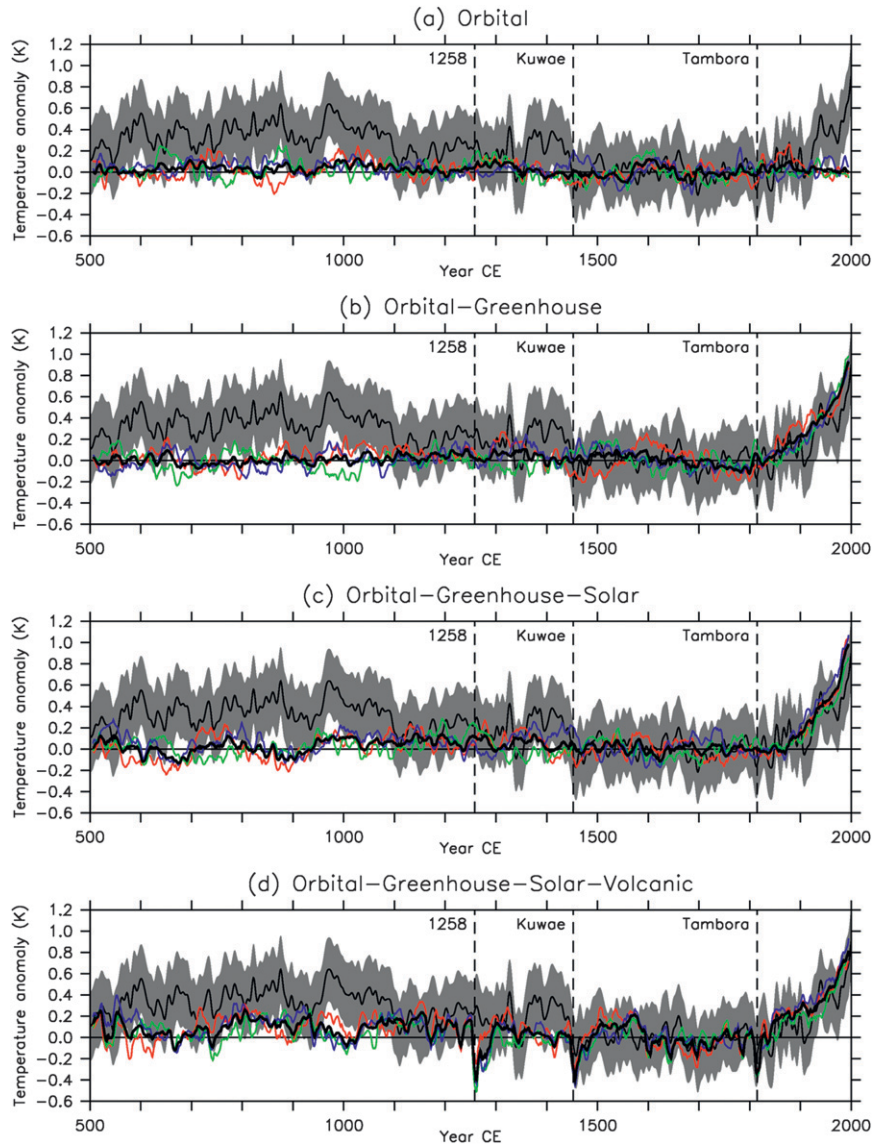 (a) Orbital
1258 Kuwae Tambora
Temperature anomaly (K)
1.2
1.0
0.8
0.6
0.4
0.2
0.0
−0.2
−0.4
−0.6
500 1000 1500 2000
Year CE
(b) Orbital−Greenhouse
1258 Kuwae Tambora
Temperature anomaly (K)
1.2
1.0
0.8
0.6
0.4
0.2
0.0
−0.2
−0.4
−0.6
500 1000 1500 2000
Year CE
(c) Orbital−Greenhouse−Solar
1258 Kuwae Tambora
Temperature anomaly (K)
1.2
1.0
0.8
0.6
0.4
0.2
0.0
−0.2
−0.4
−0.6
500 1000 1500 2000
Year CE
(d) Orbital−Greenhouse−Solar−Volcanic
1258 Kuwae Tambora
Temperature anomaly (K)
1.2
1.0
0.8
0.6
0.4
0.2
0.0
−0.2
−0.4
−0.6
500 1000 1500 2000
Year CE